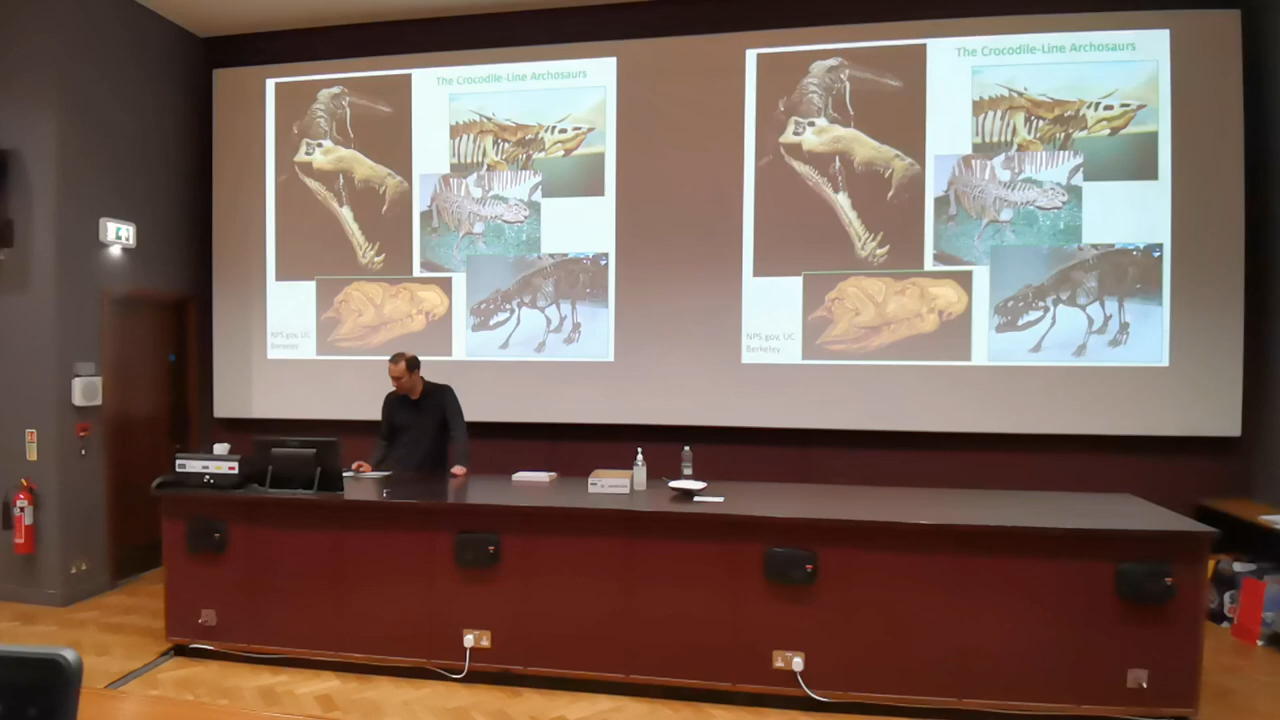 The Crocodile-Line Archosaurs
NPS.gov, UC
Berkeley
The Crocodile-Line Archosaurs
NPS.gov, UC
Berkeley